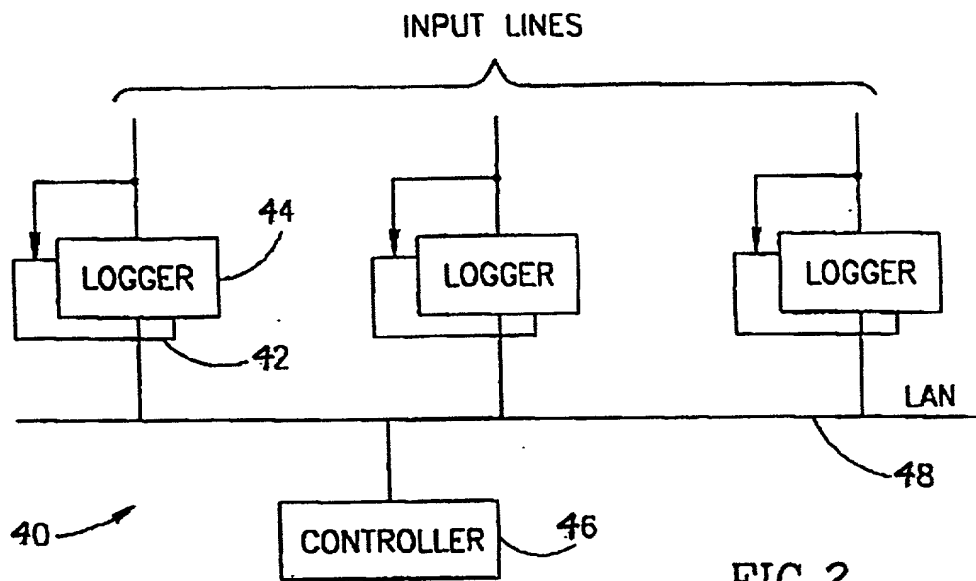 INPUT LINES
44
LOGGER
LOGGER
LOGGER
42
LAN
48
40
CONTROLLER
46
FIG.2